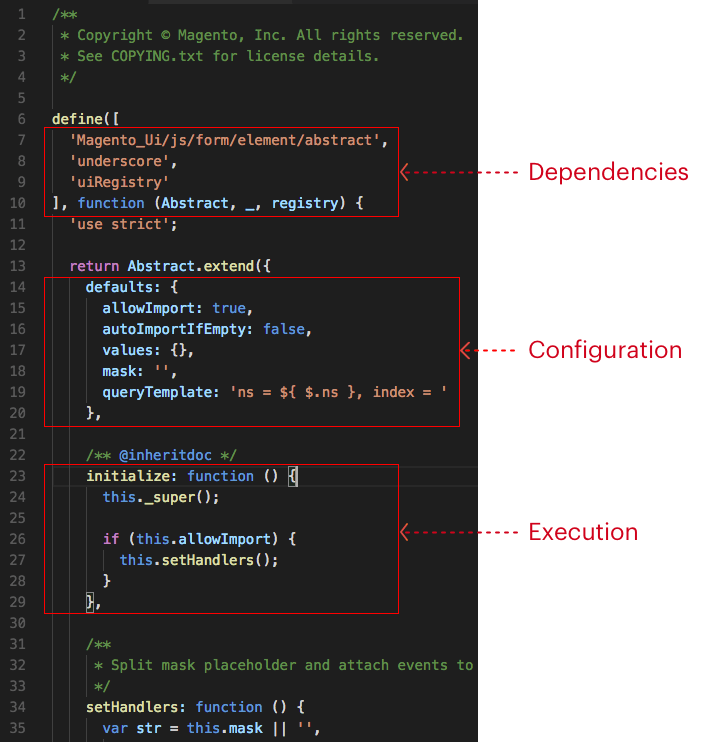 1 /**
2 * Copyright © Magento, Inc. All rights reserved.
3 * See COPYING.txt for license details.
4 */
5
6 define([
7 'Magento_Ui/js/form/element/abstract',
8 'underscore',
9 'uiRegistry'
10 ], function (Abstract, _, registry) {
11 'use strict';
12
13 return Abstract.extend({
14 defaults: {
15 allowImport: true,
16 autoImportIfEmpty: false,
17 values: {},
18 mask: '',
19 queryTemplate: 'ns = ${ $.ns }, index = '
20 },
21
22 /** @inheritdoc */
23 initialize: function () {
24 this._super();
25
26 if (this.allowImport) {
27 this.setHandlers();
28 }
29 },
30
31 /**
32 * Split mask placeholder and attach events to
33 */
34 setHandlers: function () {
35 var str = this.mask || '',
Dependencies
Configuration
Execution